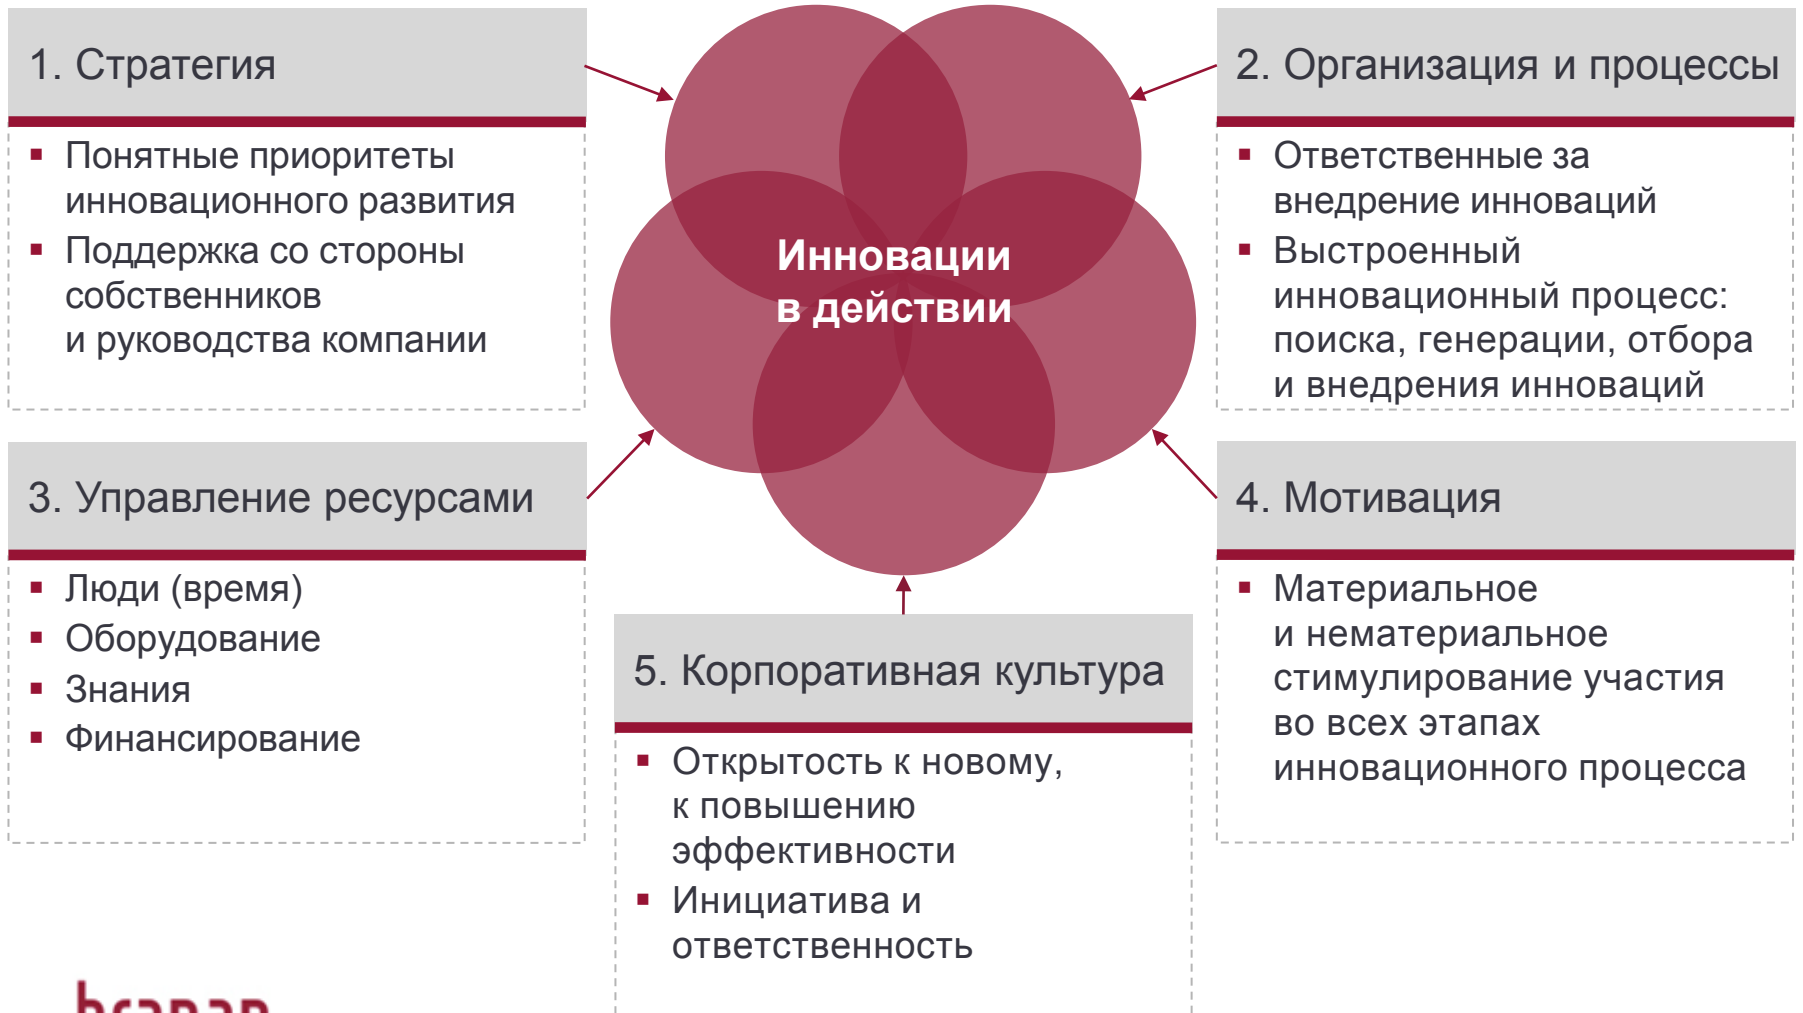 1. Стратегия
Понятные приоритеты
инновационного развития
Поддержка со стороны
собственников
и руководства компании
Инновации
в действии
2. Организация и процессы
Ответственные за
внедрение инноваций
Выстроенный
инновационный процесс:
поиска, генерации, отбора
и внедрения инноваций
3. Управление ресурсами
Люди (время)
Оборудование
Знания
Финансирование
4. Мотивация
Материальное
и нематериальное
стимулирование участия
во всех этапах
инновационного процесса
5. Корпоративная культура
Открытость к новому,
к повышению
эффективности
Инициатива и
ответственность